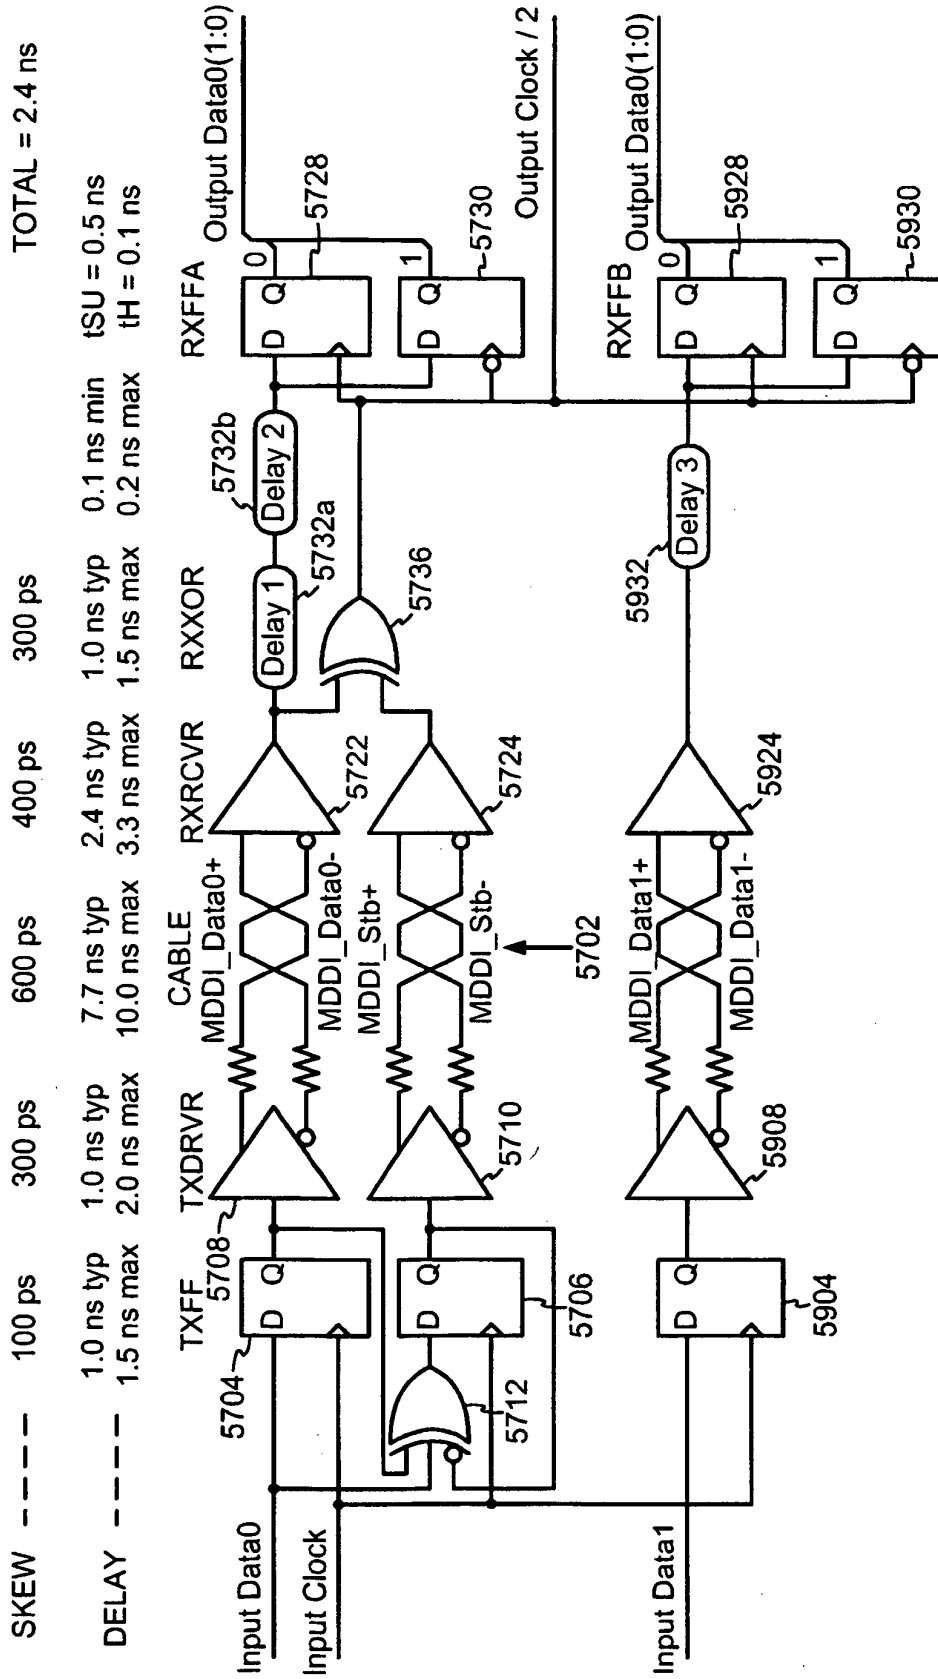 SKEW ---- 100 ps 300 ps 600 ps 400 ps 300 ps TOTAL = 2.4 ns
DELAY ---- 1.0 ns typ 1.0 ns typ 7.7 ns typ 2.4 ns typ 1.0 ns typ 0.1 ns min tSU = 0.5 ns
1.5 ns max 2.0 ns max 10.0 ns max 3.3 ns max 1.5 ns max 0.2 ns max tH = 0.1 ns
TXFF TXDRVR CABLE RXRCVR RXXOR RXFFA
5704 5708 MDDI_Data0+ 5732b Output Data0(1:0)
Input Data0 D Q Delay 1 Delay 2 D Q 0
5728
MDDI_Data0- 5722 5732a
Input Clock
MDDI_Stb+ 1
D Q D Q 5730
5712 5706 5710 MDDI_Stb- 5724 5736
5702
Output Clock / 2
RXFFB
MDDI_Data1+ 5932 Output Data0(1:0)
Input Data1 D Q Delay 3 D Q 0
5928
MDDI_Data1-
5904 5908 5924
1
D Q 5930